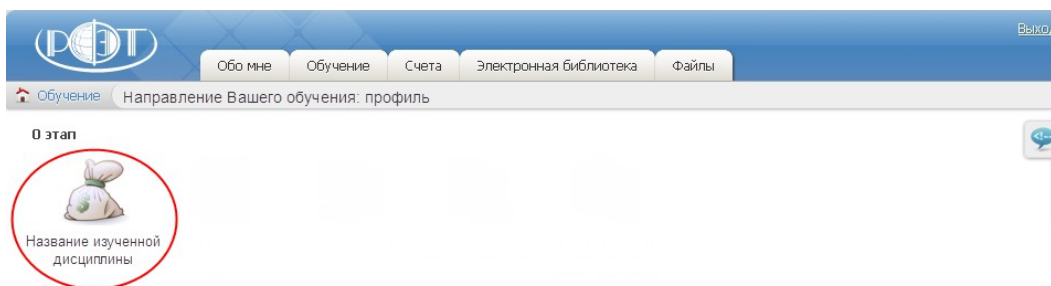 РЭТ
Выход
Обо мне Обучение Счета Электронная библиотека Файлы
Обучение Направление Вашего обучения: профиль
0 этап
$
Название изученной
дисциплины